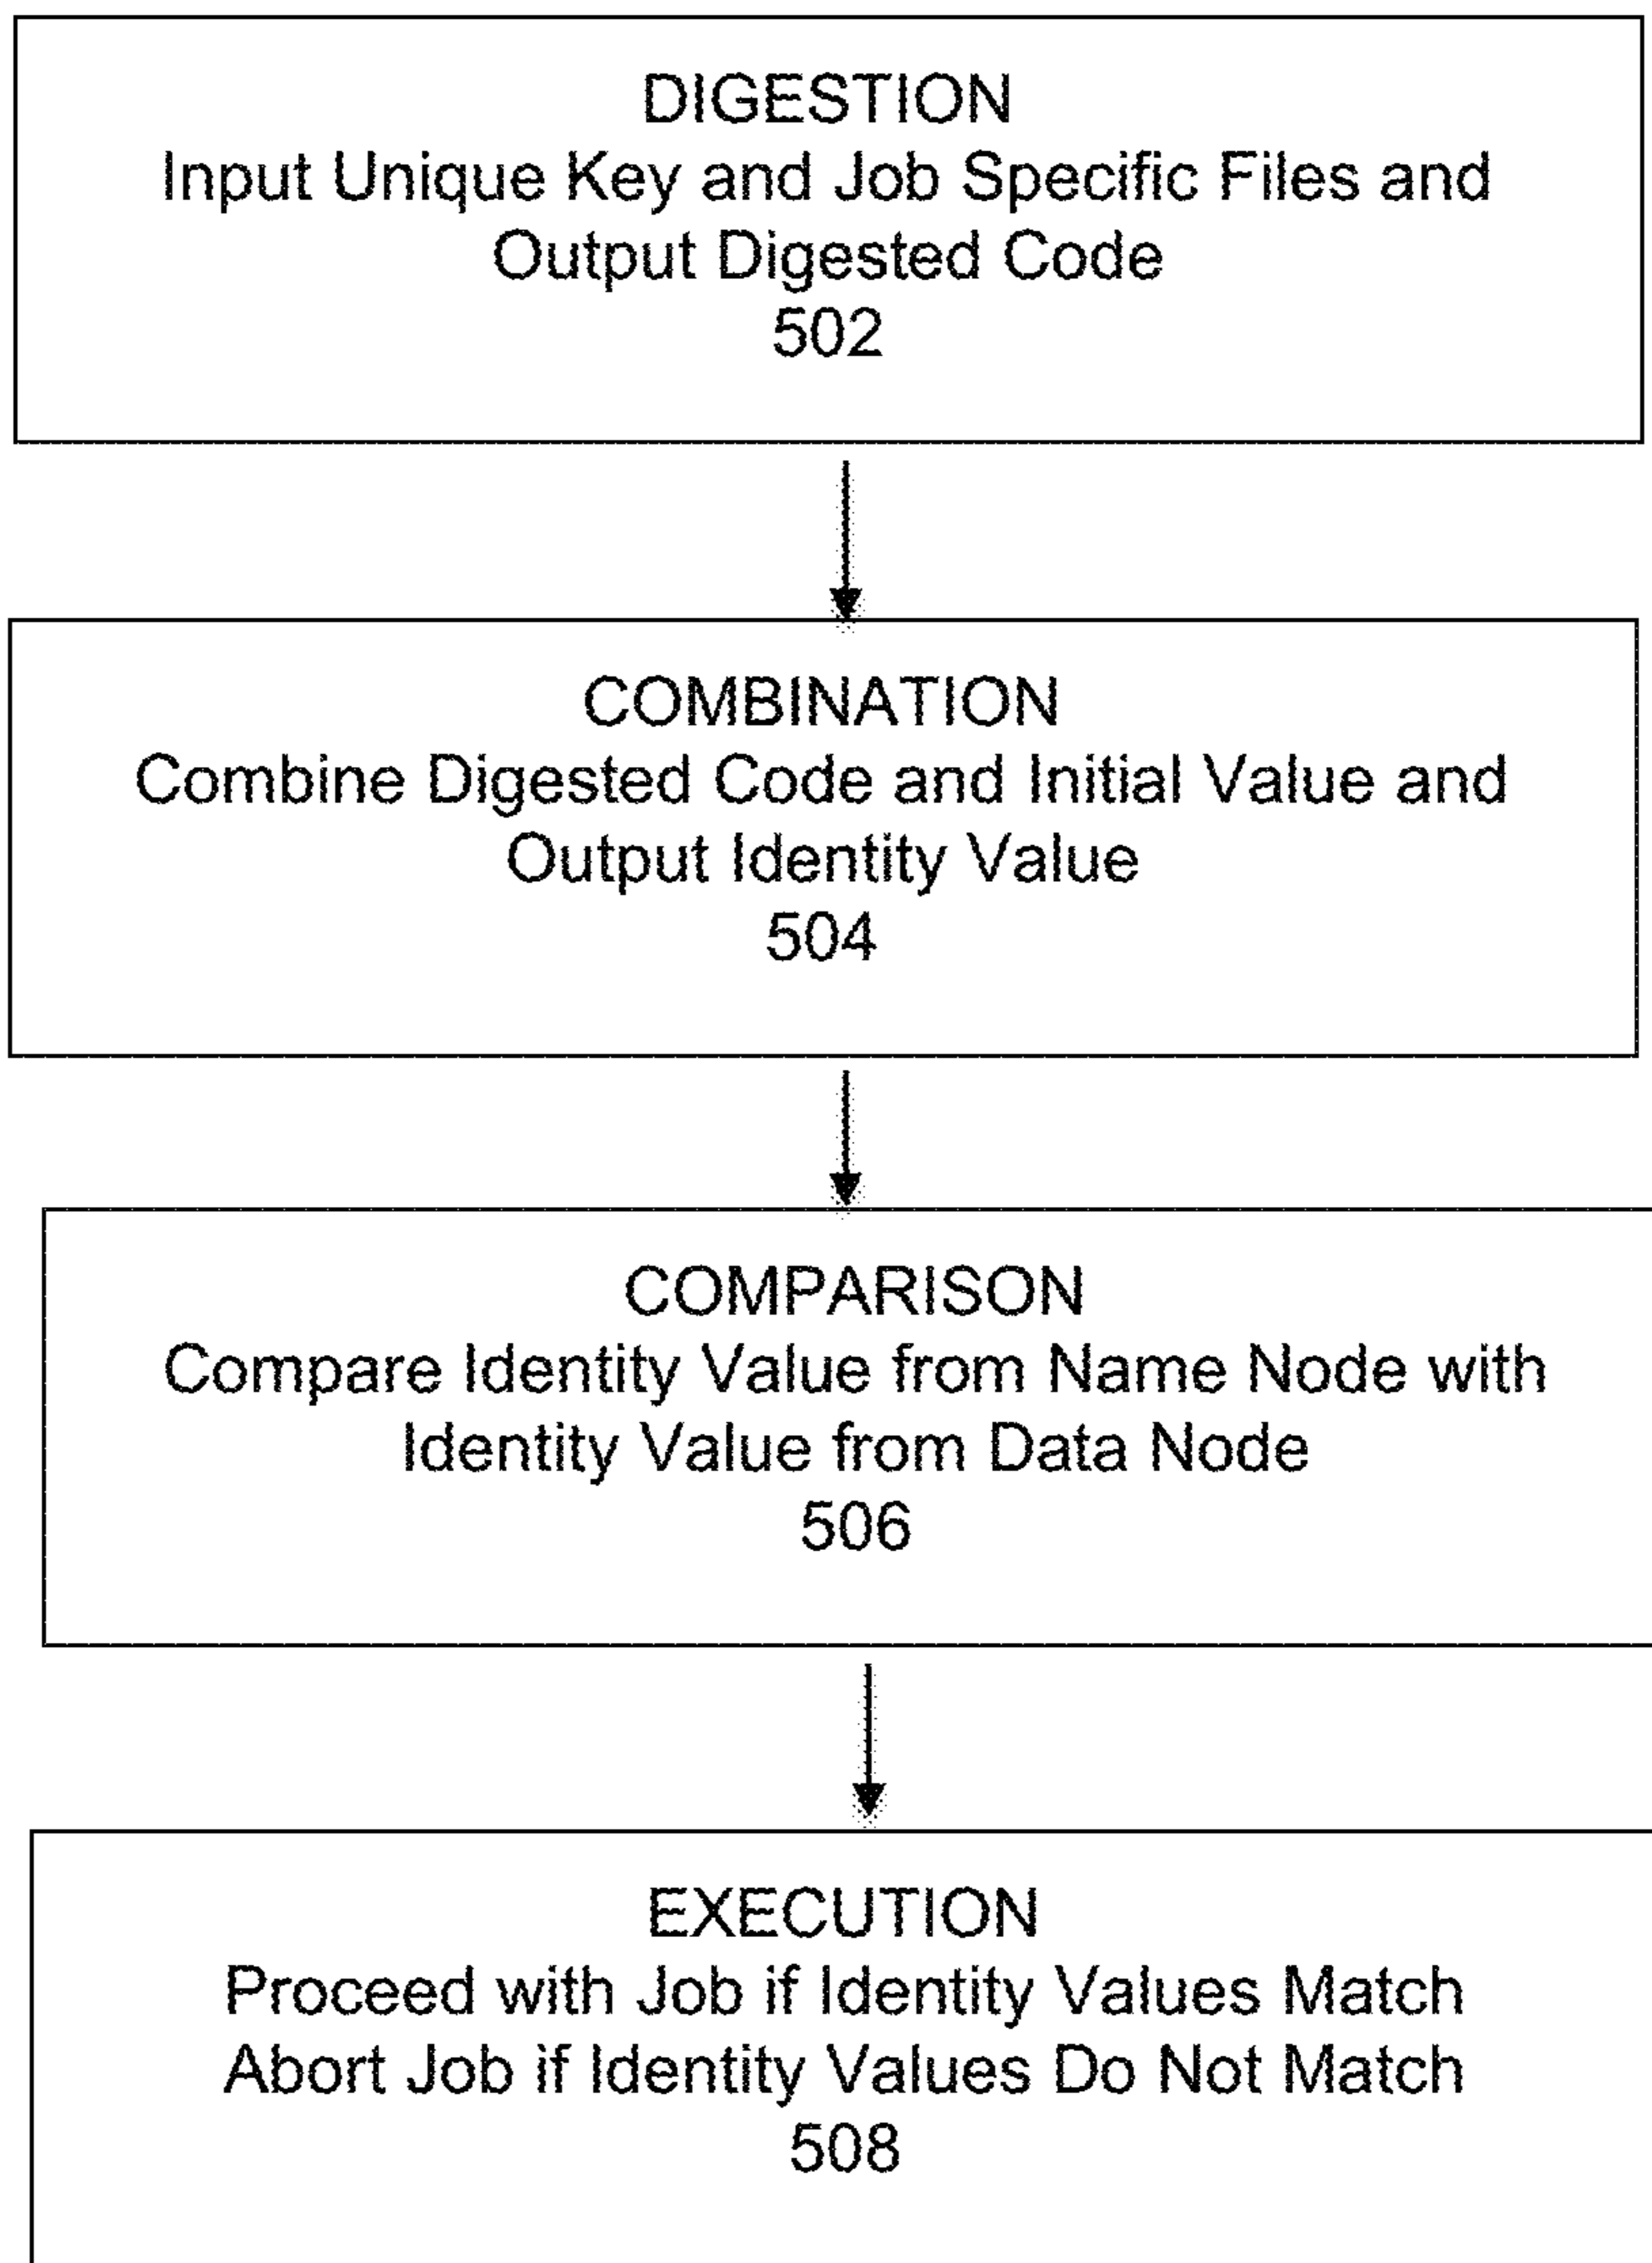 DIGESTION
Input Unique Key and Job Specific Files and
Output Digested Code
502
COMBINATION
Combine Digested Code and Initial Value and
Output Identity Value
504
COMPARISON
Compare Identity Value from Name Node with
Identity Value from Data Node
506
EXECUTION
Proceed with Job if Identity Values Match
Abort Job if Identity Values Do Not Match
508